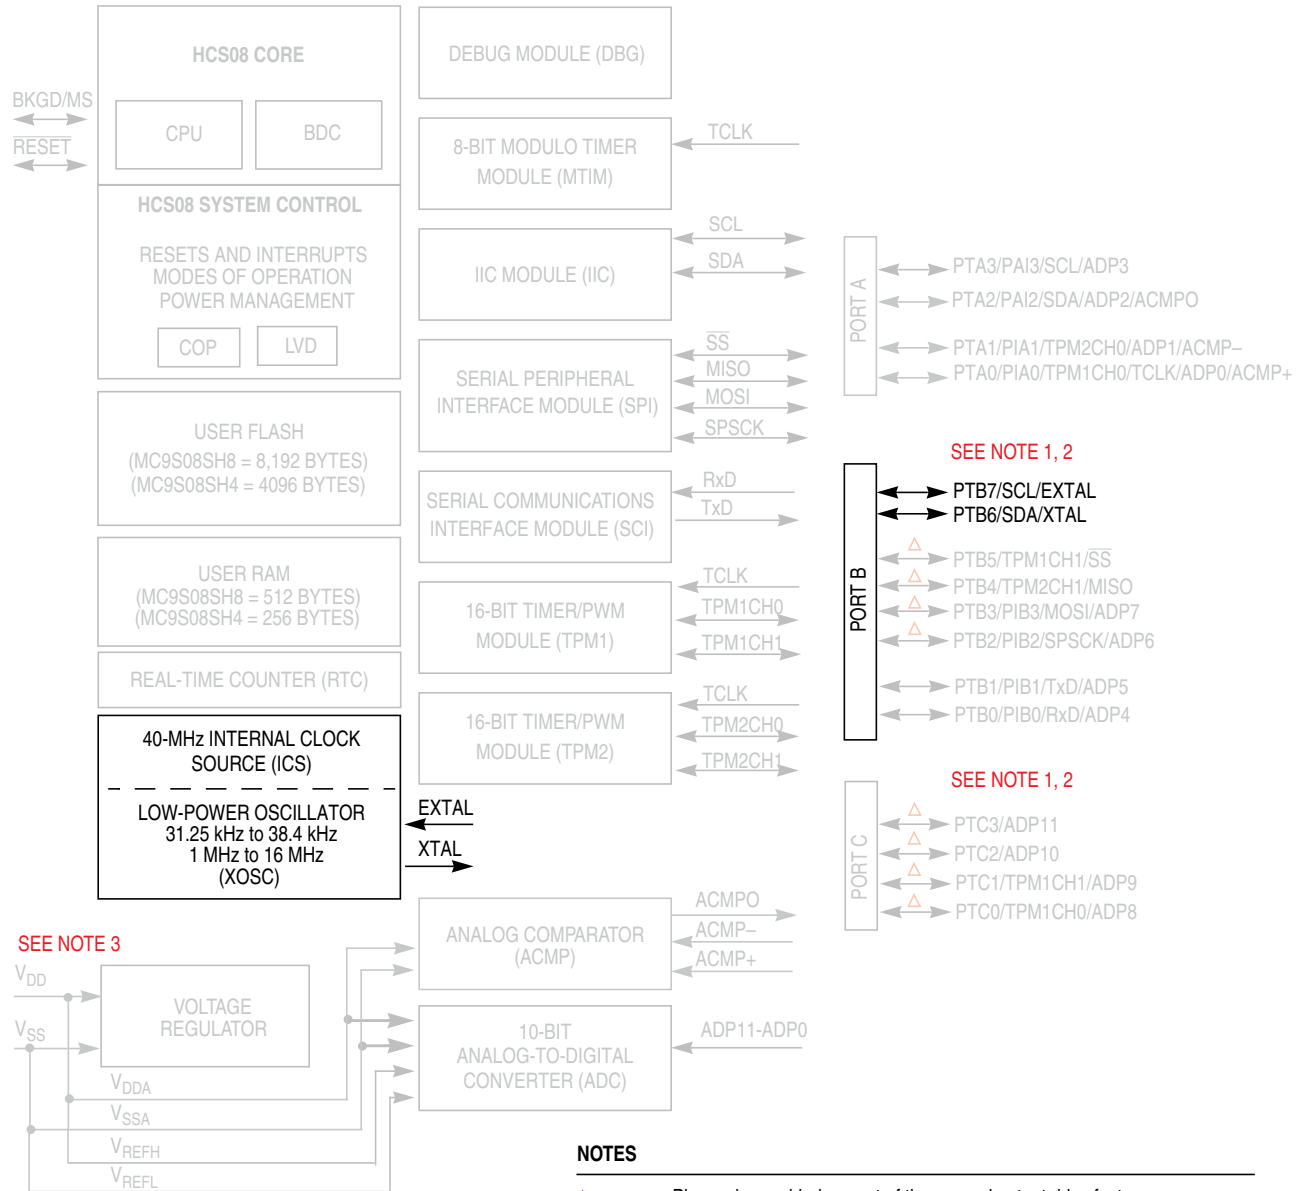 HCS08 CORE
BKGD/MS
RESET
CPU
BDC
HCS08 SYSTEM CONTROL
RESETS AND INTERRUPTS
MODES OF OPERATION
POWER MANAGEMENT
COP
LVD
USER FLASH
(MC9S08SH8 = 8,192 BYTES)
(MC9S08SH4 = 4096 BYTES)
USER RAM
(MC9S08SH8 = 512 BYTES)
(MC9S08SH4 = 256 BYTES)
REAL-TIME COUNTER (RTC)
40-MHz INTERNAL CLOCK
SOURCE (ICS)
LOW-POWER OSCILLATOR
31.25 kHz to 38.4 kHz
1 MHz to 16 MHz
(XOSC)
EXTAL
XTAL
SEE NOTE 3
VDD
VSS
VOLTAGE
REGULATOR
VDDA
VSSA
VREFH
VREFL
DEBUG MODULE (DBG)
8-BIT MODULO TIMER
MODULE (MTIM)
TCLK
IIC MODULE (IIC)
SCL
SDA
SERIAL PERIPHERAL
INTERFACE MODULE (SPI)
SS
MISO
MOSI
SPSCK
SERIAL COMMUNICATIONS
INTERFACE MODULE (SCI)
RxD
TxD
16-BIT TIMER/PWM
MODULE (TPM1)
TCLK
TPM1CH0
TPM1CH1
16-BIT TIMER/PWM
MODULE (TPM2)
TCLK
TPM2CH0
TPM2CH1
ANALOG COMPARATOR
(ACMP)
ACMPO
ACMP–
ACMP+
10-BIT
ANALOG-TO-DIGITAL
CONVERTER (ADC)
ADP11-ADP0
PORT A
PTA3/PAI3/SCL/ADP3
PTA2/PAI2/SDA/ADP2/ACMPO
PTA1/PIA1/TPM2CH0/ADP1/ACMP–
PTA0/PIA0/TPM1CH0/TCLK/ADP0/ACMP+
SEE NOTE 1, 2
PORT B
PTB7/SCL/EXTAL
PTB6/SDA/XTAL
PTB5/TPM1CH1/SS
PTB4/TPM2CH1/MISO
PTB3/PIB3/MOSI/ADP7
PTB2/PIB2/SPSCK/ADP6
PTB1/PIB1/TxD/ADP5
PTB0/PIB0/RxD/ADP4
SEE NOTE 1, 2
PORT C
PTC3/ADP11
PTC2/ADP10
PTC1/TPM1CH1/ADP9
PTC0/TPM1CH0/ADP8
NOTES